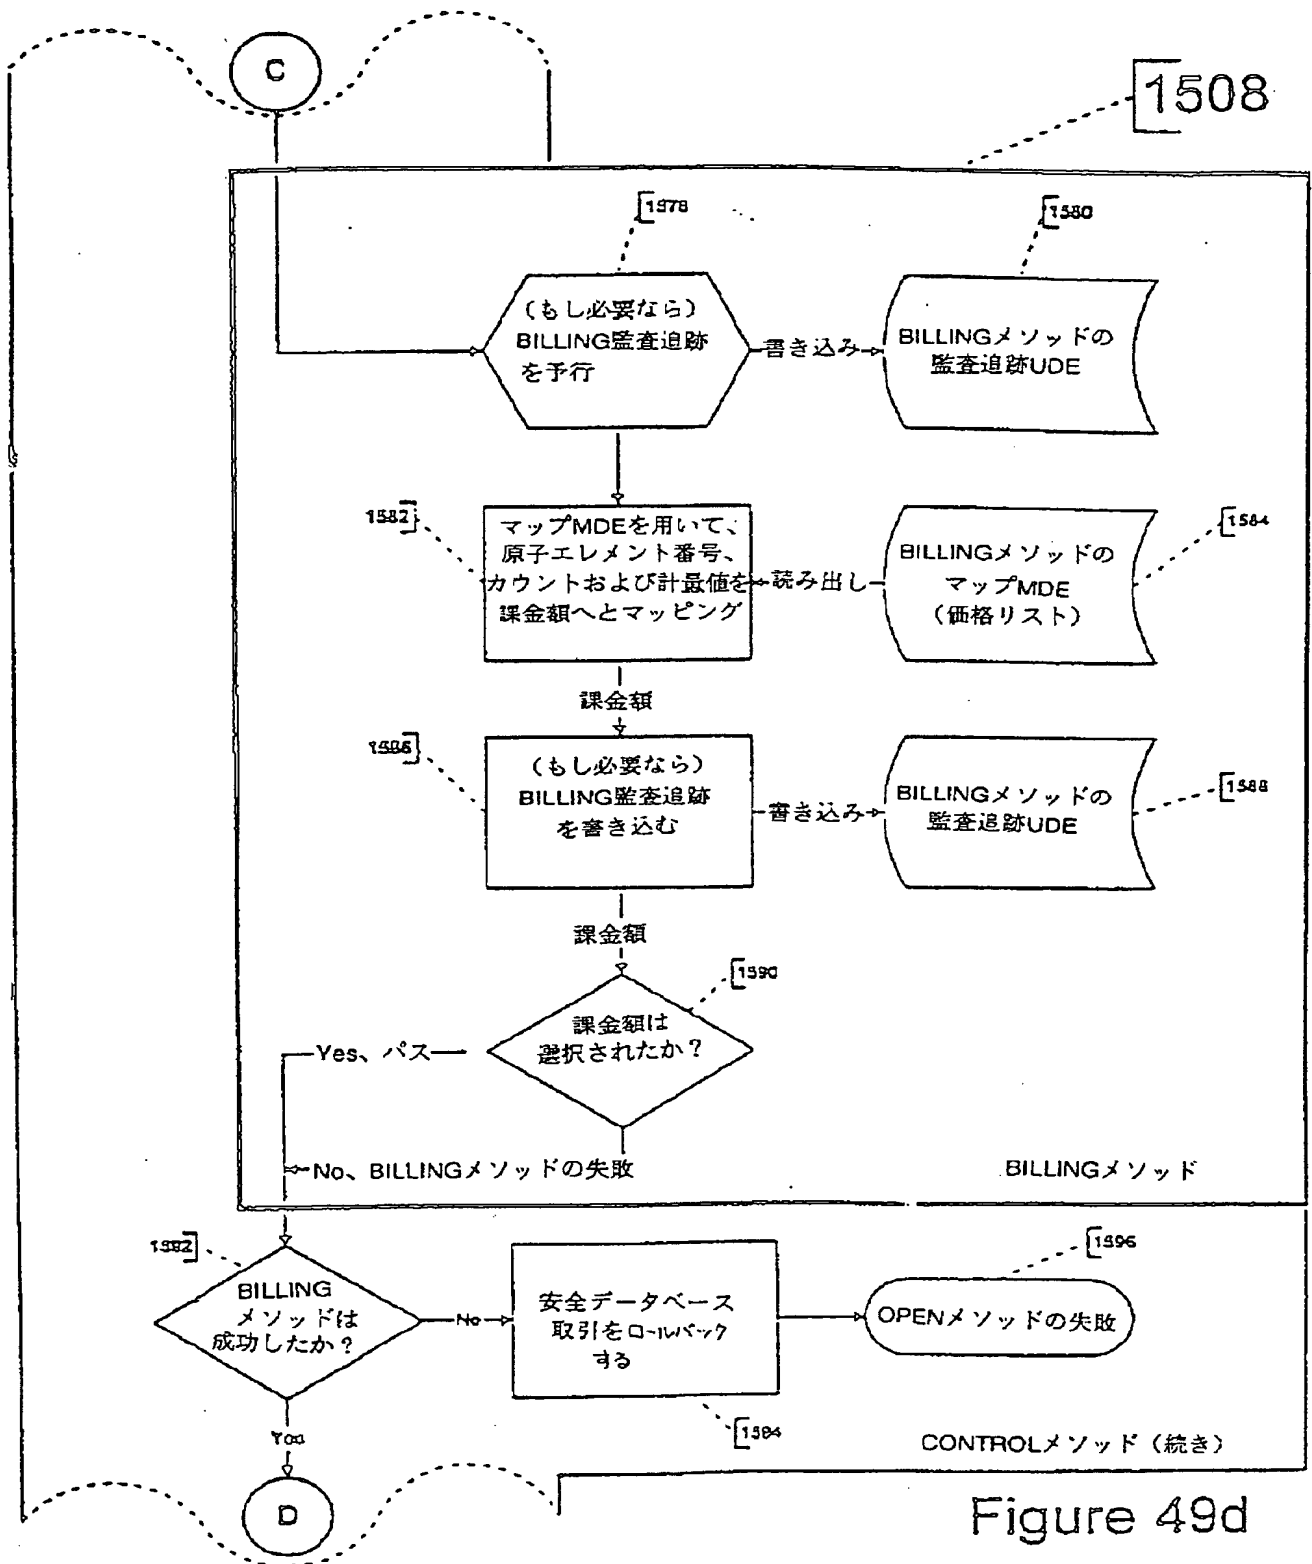 C
1508
1578
1580
（もし必要なら）
BILLING監査追跡
を予行
書き込み
BILLINGメソッドの
監査追跡UDE
1582
マップMDEを用いて、
原子エレメント番号、
カウントおよび計量値を
課金額へとマッピング
読み出し
BILLINGメソッドの
マップMDE
（価格リスト）
1584
課金額
1586
（もし必要なら）
BILLING監査追跡
を書き込む
書き込み
BILLINGメソッドの
監査追跡UDE
1588
課金額
1590
課金額は
選択されたか？
Yes、パス
No、BILLINGメソッドの失敗
BILLINGメソッド
1592
BILLING
メソッドは
成功したか？
No
安全データベース
取引をロールバック
する
1594
1596
OPENメソッドの失敗
Yes
CONTROLメソッド（続き）
D
Figure 49d